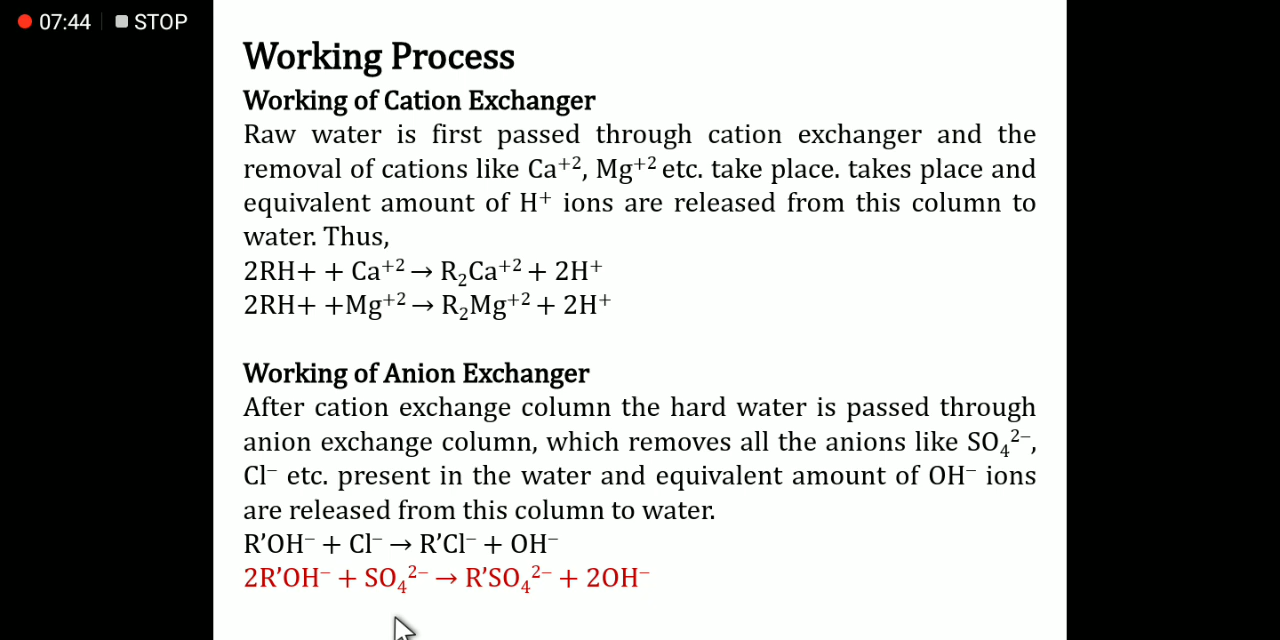 07:44 STOP
Working Process
Working of Cation Exchanger
Raw water is first passed through cation exchanger and the
removal of cations like Ca⁺², Mg⁺² etc. take place. takes place and
equivalent amount of H⁺ ions are released from this column to
water. Thus,
2RH+ + Ca⁺² → R₂Ca⁺² + 2H⁺
2RH+ +Mg⁺² → R₂Mg⁺² + 2H⁺
Working of Anion Exchanger
After cation exchange column the hard water is passed through
anion exchange column, which removes all the anions like SO₄²⁻,
Cl⁻ etc. present in the water and equivalent amount of OH⁻ ions
are released from this column to water.
R’OH⁻ + Cl⁻ → R’Cl⁻ + OH⁻
2R’OH⁻ + SO₄²⁻ → R’SO₄²⁻ + 2OH⁻